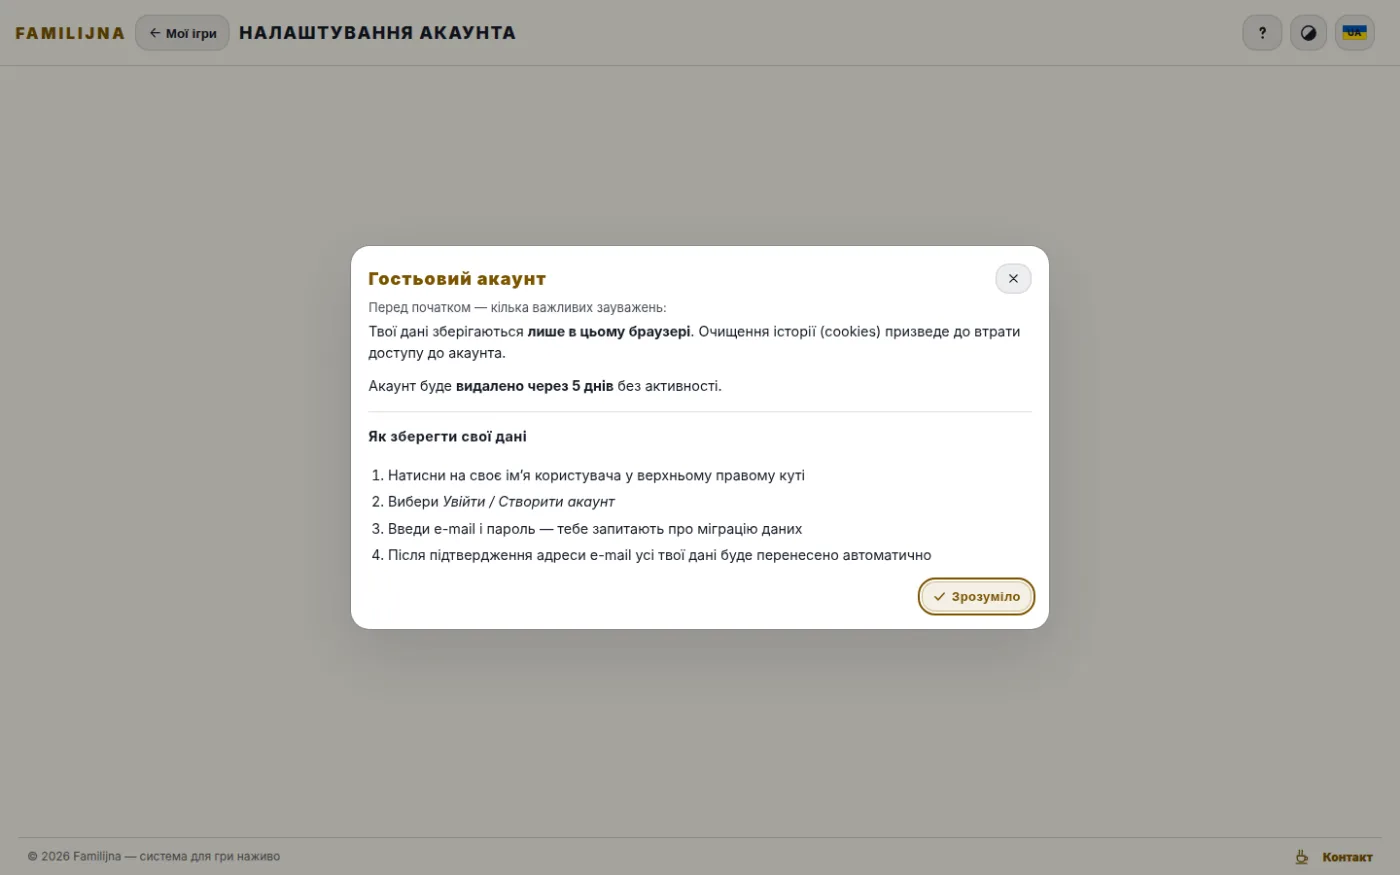 FAMILIJNA
← Мої ігри
НАЛАШТУВАННЯ АКАУНТА
?
UA
Гостьовий акаунт
Перед початком — кілька важливих зауважень:
Твої дані зберігаються лише в цьому браузері. Очищення історії (cookies) призведе до втрати
доступу до акаунта.
Акаунт буде видалено через 5 днів без активності.
Як зберегти свої дані
1. Натисни на своє ім’я користувача у верхньому правому куті
2. Вибери Увійти / Створити акаунт
3. Введи e-mail і пароль — тебе запитають про міграцію даних
4. Після підтвердження адреси e-mail усі твої дані буде перенесено автоматично
✓ Зрозуміло
© 2026 Familijna — система для гри наживо
Контакт